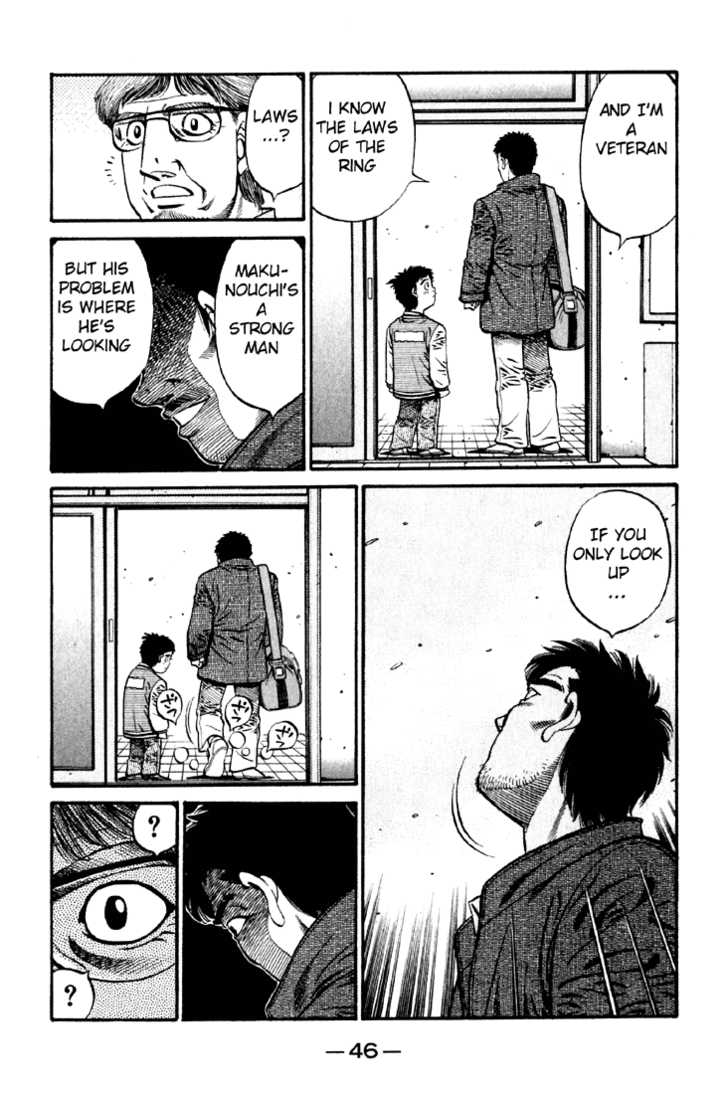 AND I'M
A
VETERAN
I KNOW
THE LAWS
OF THE
RING
LAWS
...?
MAKU-
NOUCHI'S
A
STRONG
MAN
BUT HIS
PROBLEM
IS WHERE
HE'S
LOOKING
IF YOU
ONLY LOOK
UP
...
?
?
—46—